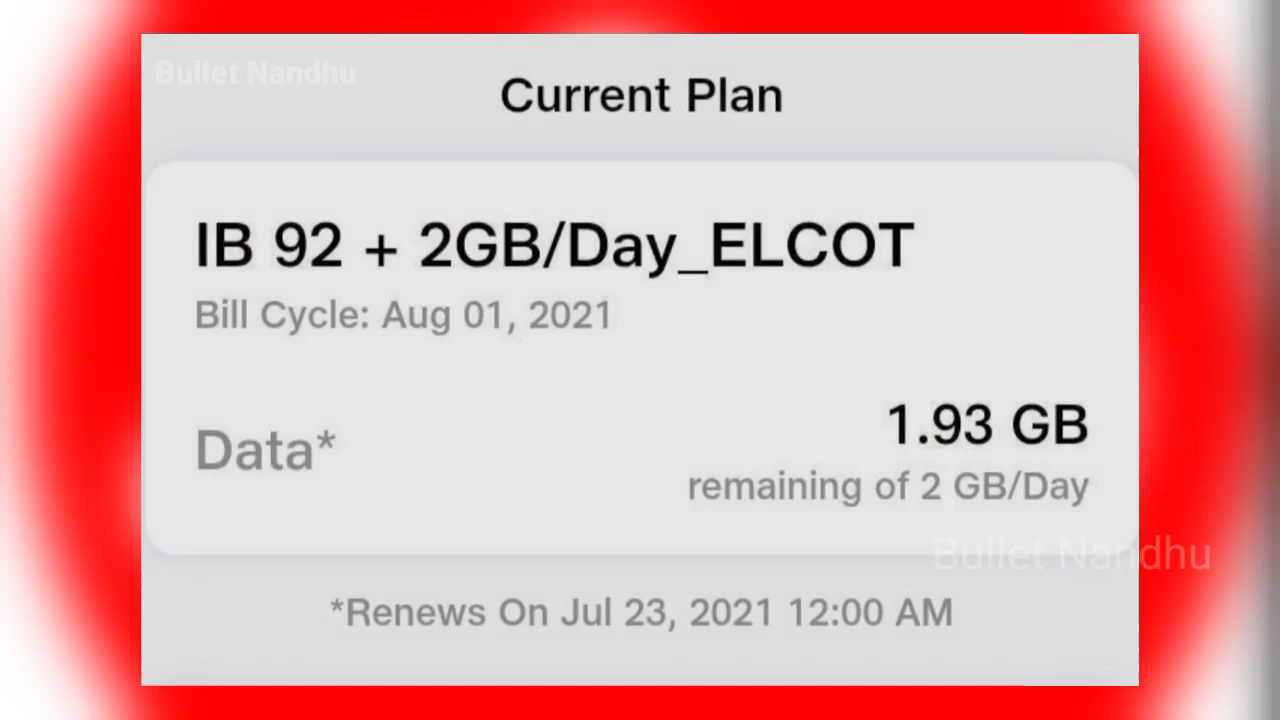 Bullet Nandhu
Current Plan
IB 92 + 2GB/Day_ELCOT
Bill Cycle: Aug 01, 2021
Data*
1.93 GB
remaining of 2 GB/Day
Bullet Nandhu
*Renews On Jul 23, 2021 12:00 AM